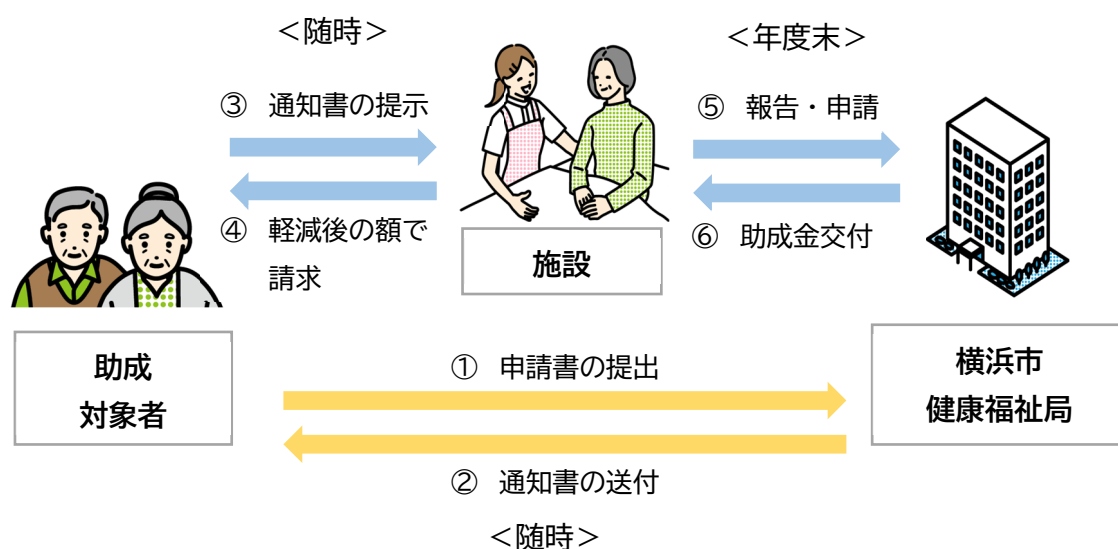 ＜随時＞
＜年度末＞
③ 通知書の提示
⑤ 報告・申請
④ 軽減後の額で
請求
⑥ 助成金交付
施設
助成
対象者
① 申請書の提出
横浜市
健康福祉局
② 通知書の送付
＜随時＞